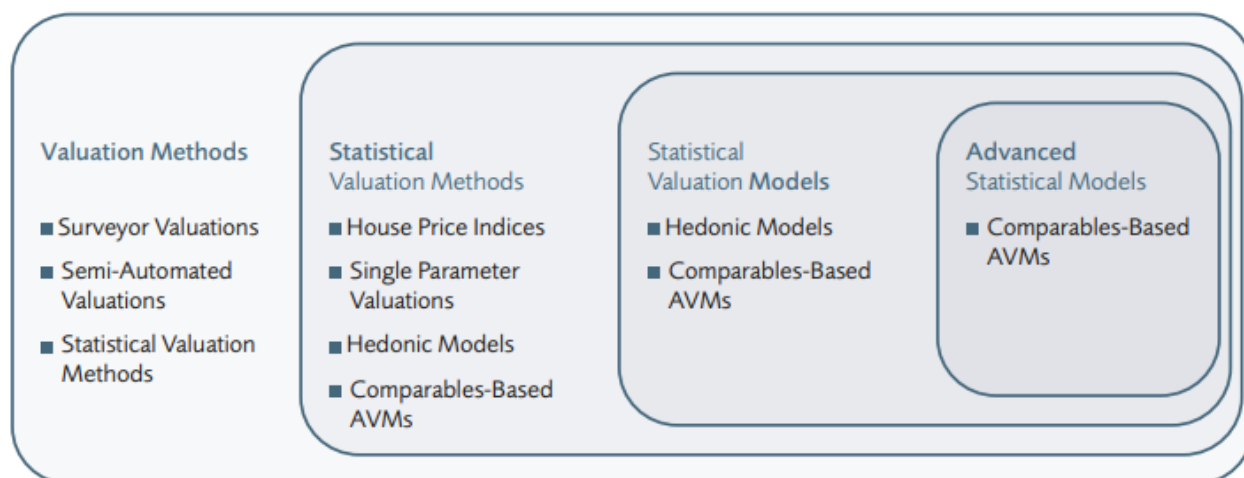 Valuation Methods
Surveyor Valuations
Semi-Automated
Valuations
Statistical Valuation
Methods
Statistical
Valuation Methods
House Price Indices
Single Parameter
Valuations
Hedonic Models
Comparables-Based
AVMs
Statistical
Valuation Models
Hedonic Models
Comparables-Based
AVMs
Advanced
Statistical Models
Comparables-Based
AVMs